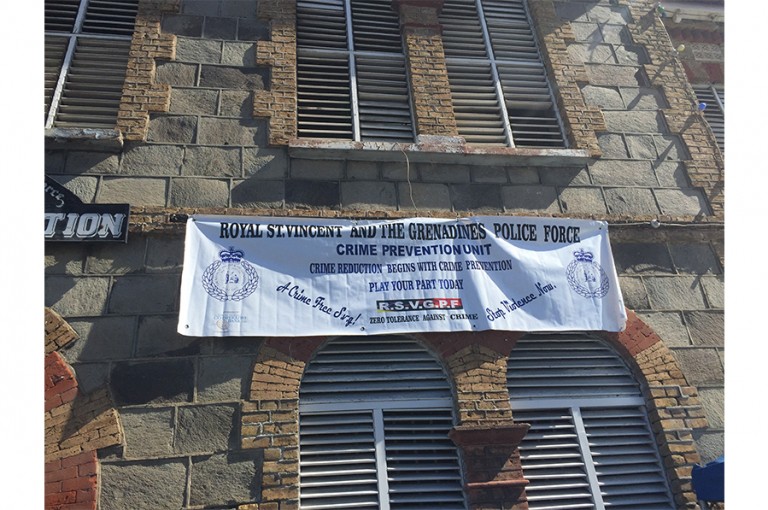 TION
ROYAL ST.VINCENT AND THE GRENADINES POLICE FORCE
CRIME PREVENTION UNIT
CRIME REDUCTION BEGINS WITH CRIME PREVENTION
PLAY YOUR PART TODAY
A Crime Free Svg!
R.S.V.G.P.F
Stop Violence Now.
ZERO TOLERANCE AGAINST CRIME